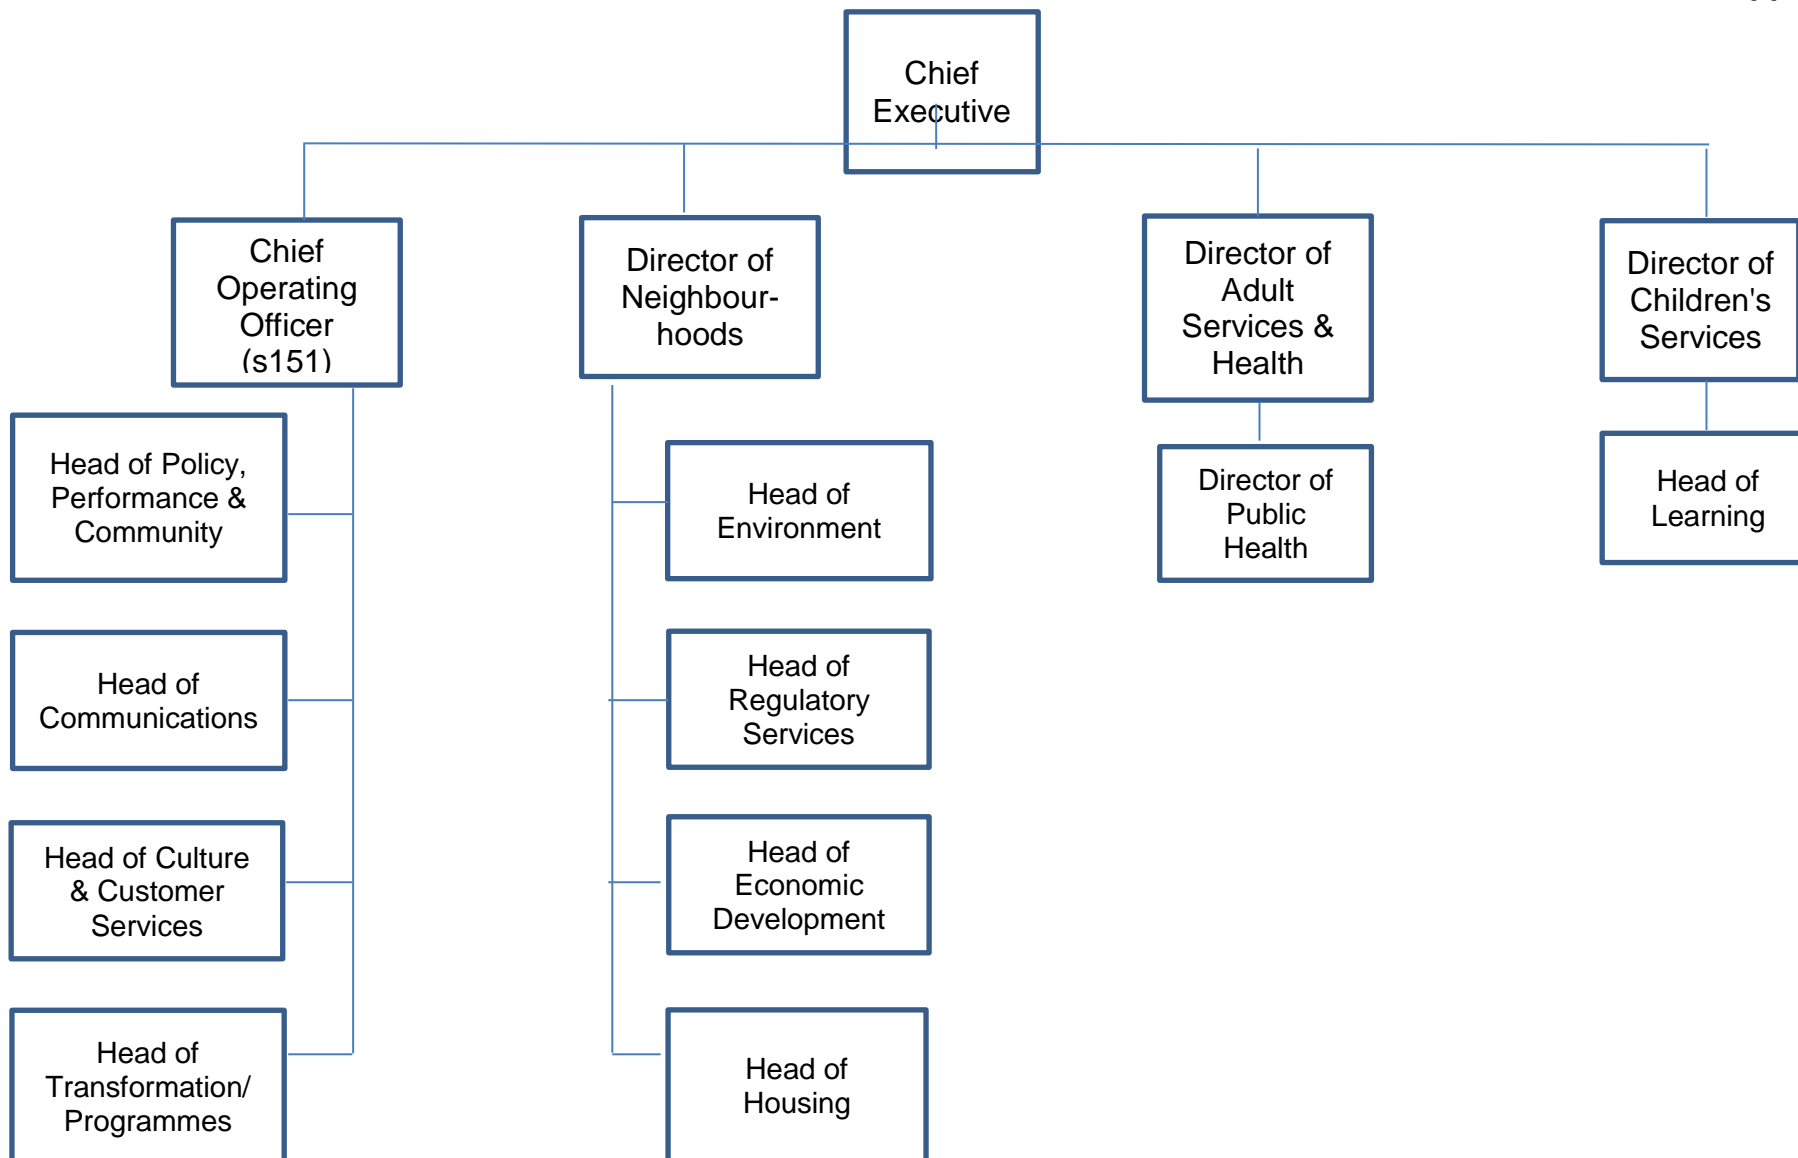 Chief
Executive
Chief
Operating
Officer
(s151)
Director of
Neighbour-
hoods
Director of
Adult
Services &
Health
Director of
Children's
Services
Head of Policy,
Performance &
Community
Head of
Communications
Head of Culture
& Customer
Services
Head of
Transformation/
Programmes
Head of
Environment
Head of
Regulatory
Services
Head of
Economic
Development
Head of
Housing
Director of
Public
Health
Head of
Learning